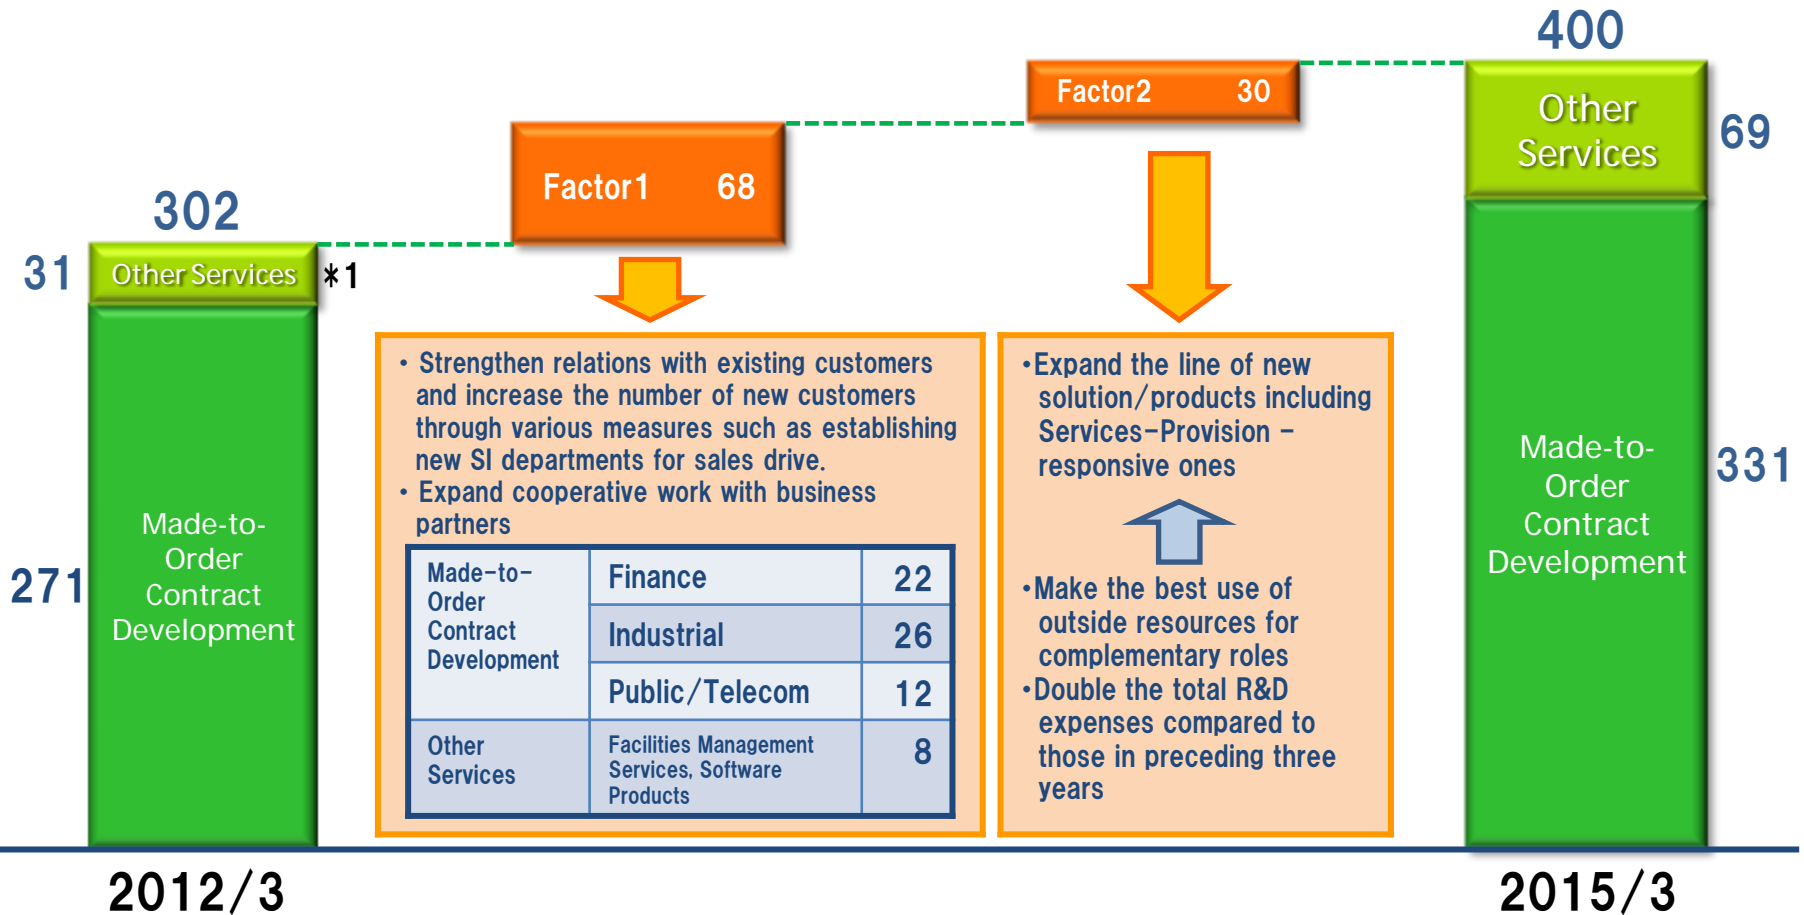 400
Factor2 30
Other
Services
69
Factor1 68
302
31
Other Services
*1
• Strengthen relations with existing customers
and increase the number of new customers
through various measures such as establishing
new SI departments for sales drive.
• Expand cooperative work with business
partners
Made-to-
Order
Contract
Development
Finance 22
Industrial 26
Public/Telecom 12
Other
Services
Facilities Management
Services, Software
Products
8
・Expand the line of new
solution/products including
Services-Provision -
responsive ones
・Make the best use of
outside resources for
complementary roles
・Double the total R&D
expenses compared to
those in preceding three
years
271
Made-to-
Order
Contract
Development
Made-to-
Order
Contract
Development
331
2012/3
2015/3